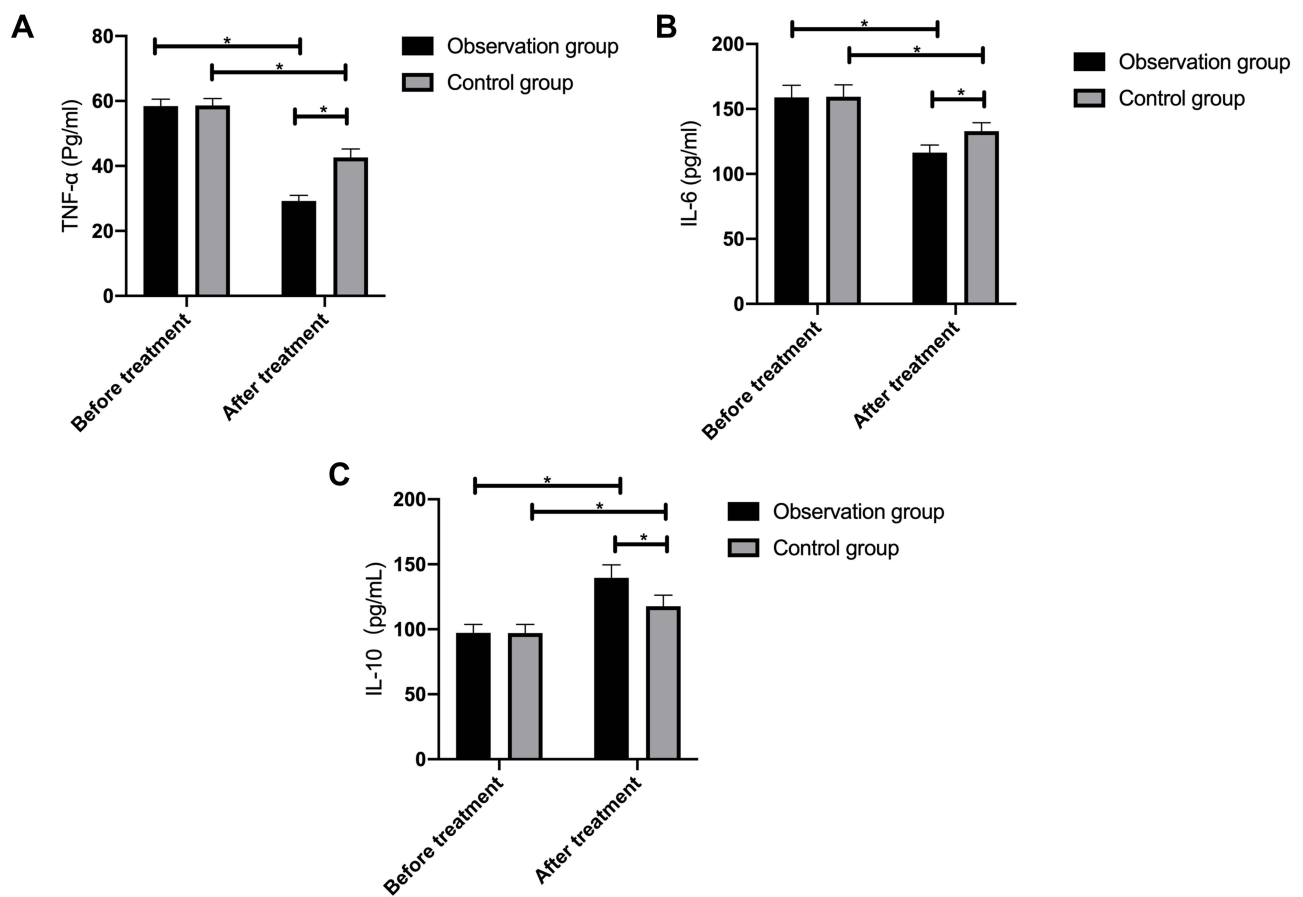 A
TNF-α (Pg/ml)
80
60
40
20
0
*
*
*
Before treatment
After treatment
Observation group
Control group
B
IL-6 (pg/ml)
200
150
100
50
0
*
*
*
Before treatment
After treatment
Observation group
Control group
C
IL-10 (pg/mL)
200
150
100
50
0
*
*
*
Before treatment
After treatment
Observation group
Control group